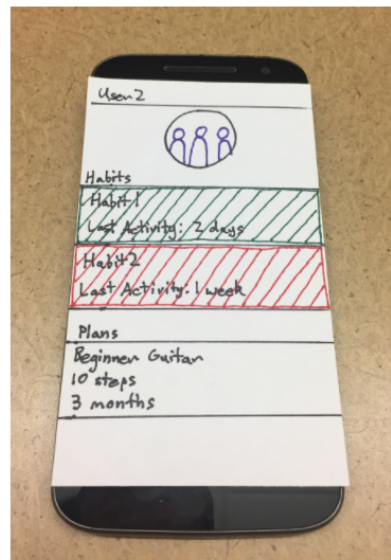 User 2
Habits
Habit 1
Last Activity: 2 days
Habit 2
Last Activity: 1 week
Plans
Beginner Guitar
10 steps
3 months